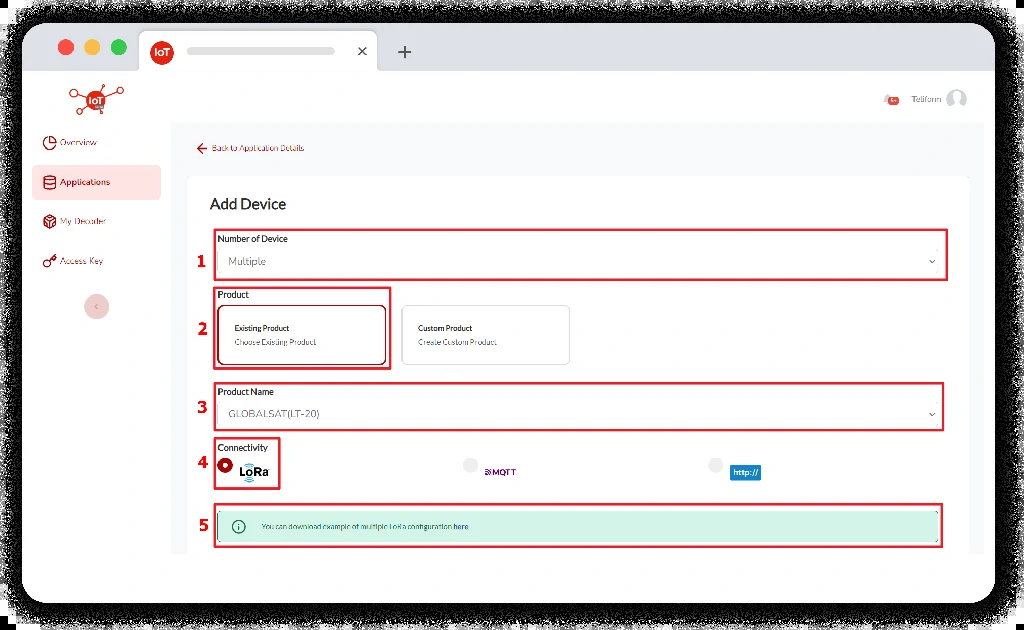 IoT
IoT
Teliform
Overview
Applications
My Decoder
Access Key
Back to Application Details
Add Device
1
Number of Device
Multiple
2
Product
Existing Product
Choose Existing Product
Custom Product
Create Custom Product
3
Product Name
GLOBALSAT(LT-20)
4
Connectivity
LoRa
MQTT
http://
5
You can download example of multiple LoRa configuration here